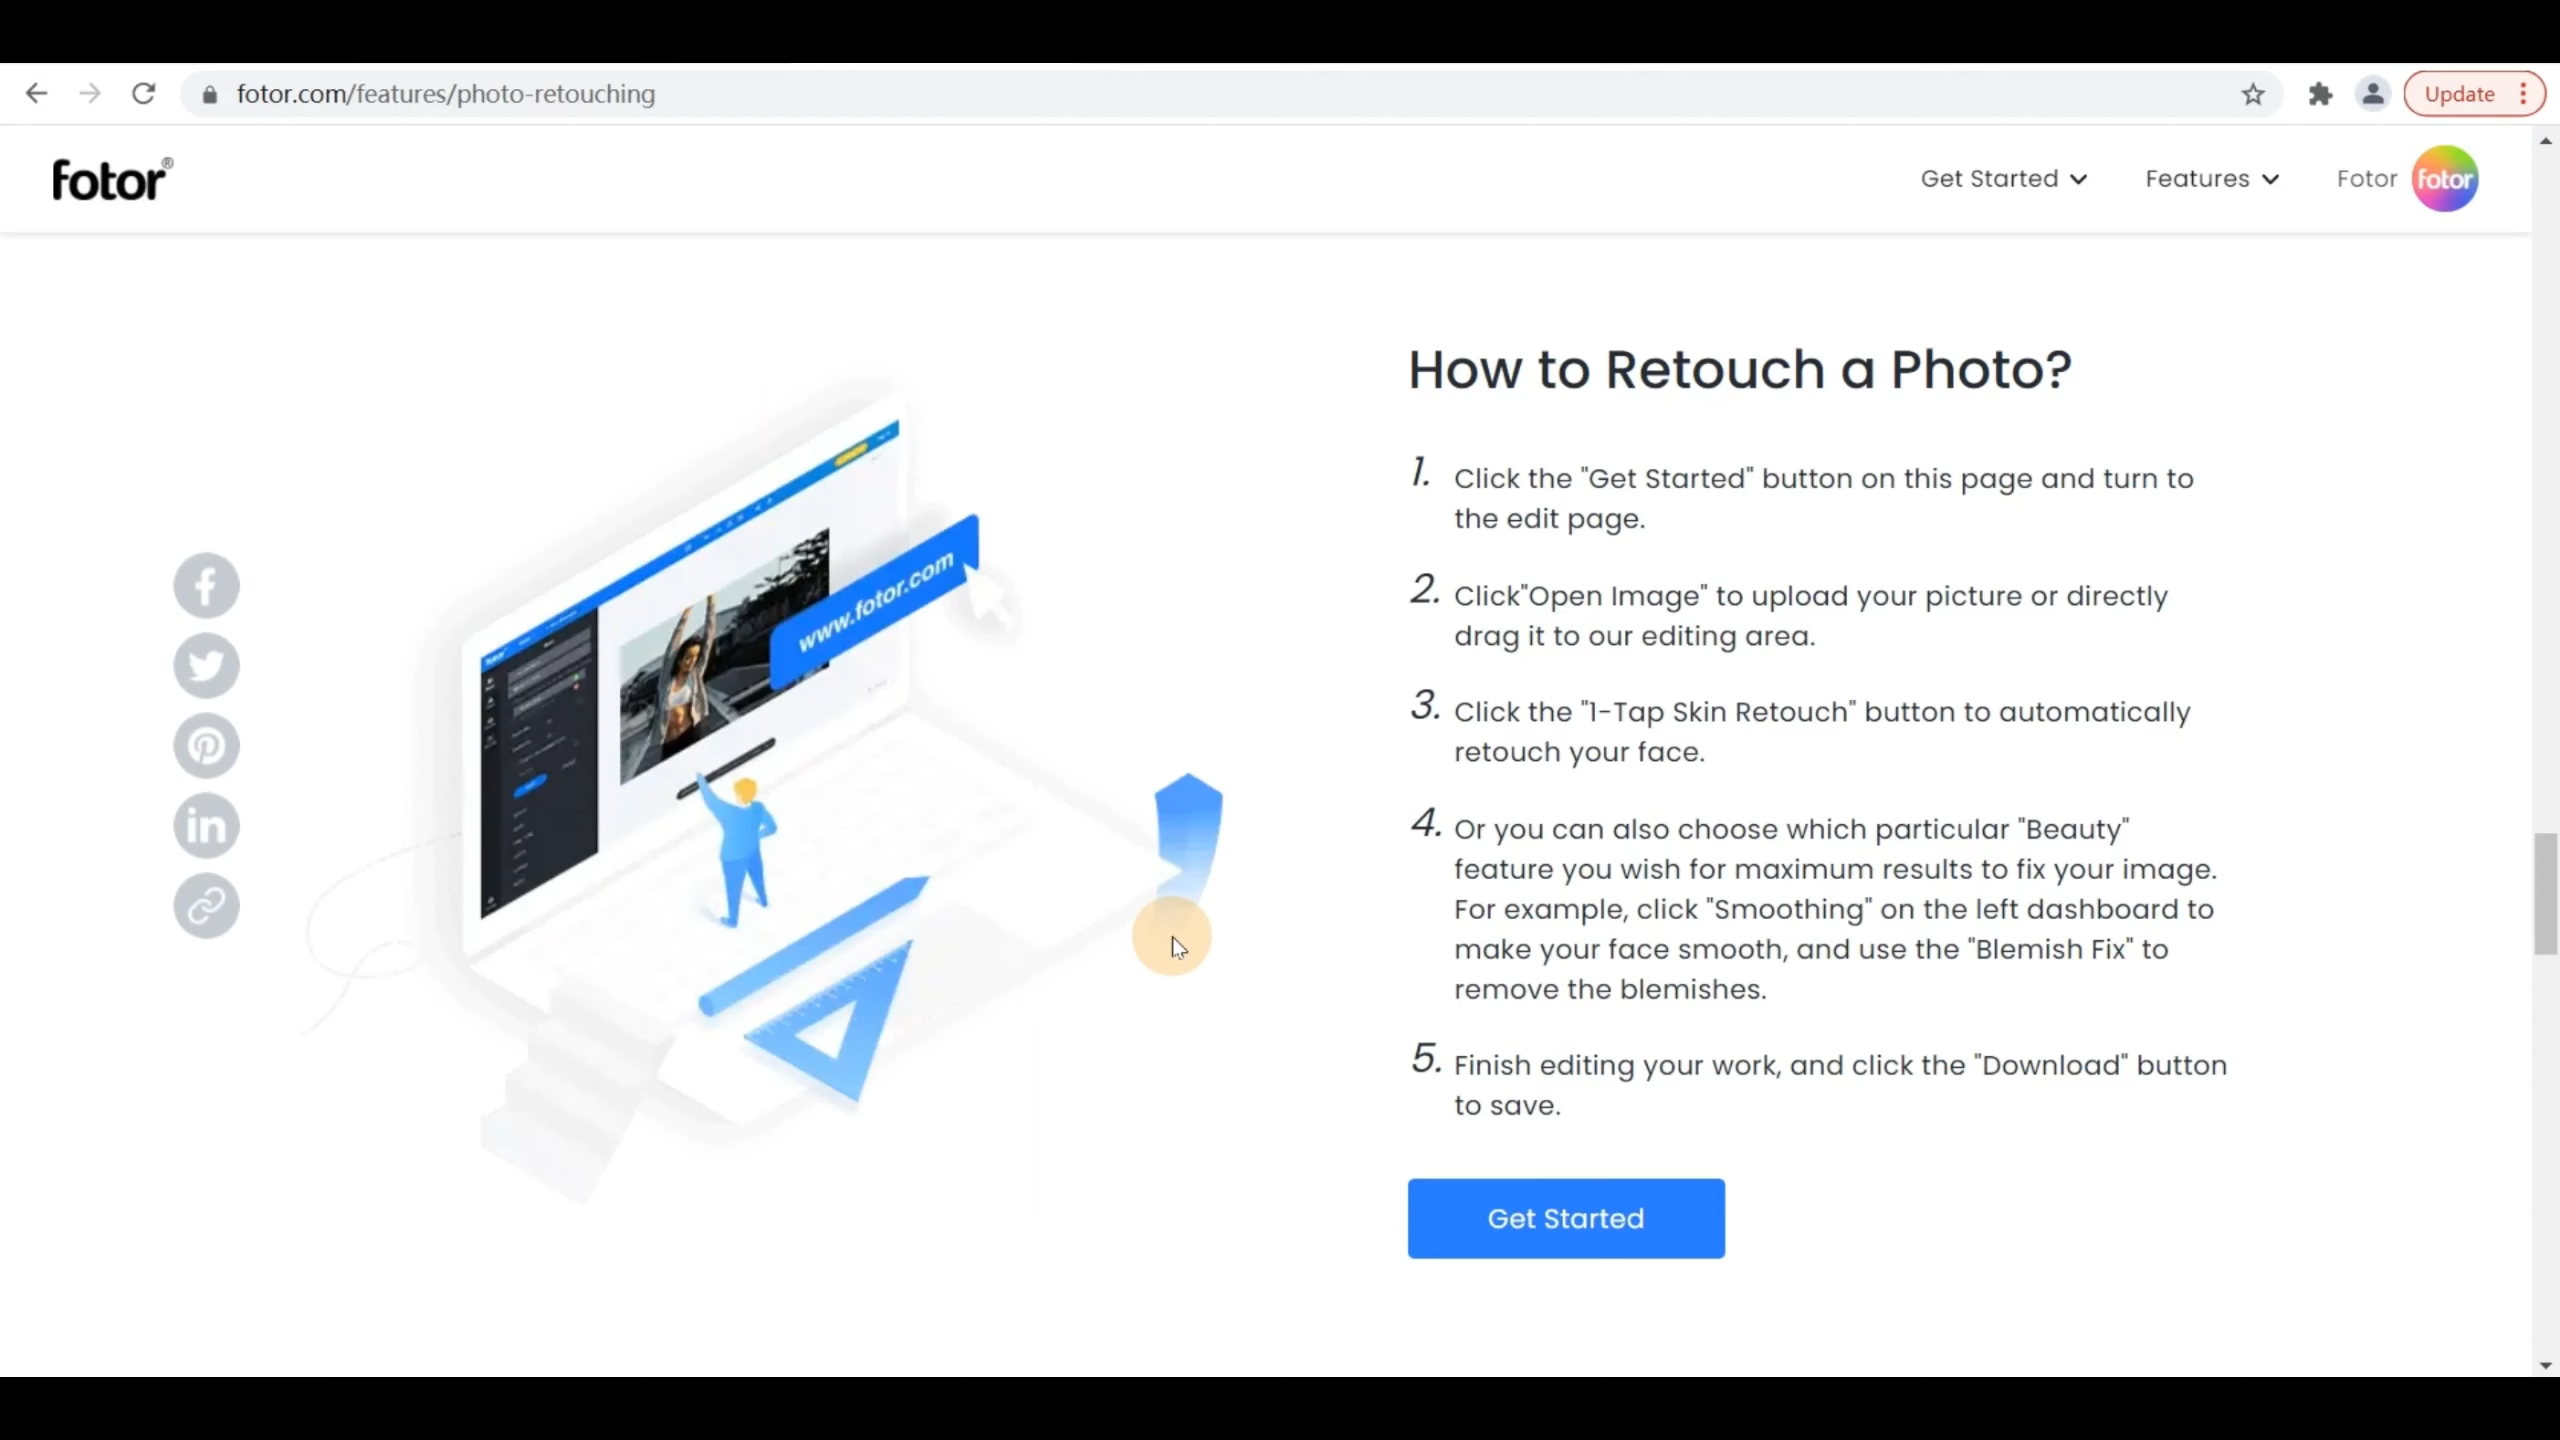 fotor.com/features/photo-retouching
Update
fotor®
Get Started
Features
Fotor
fotor
www.fotor.com
How to Retouch a Photo?
1. Click the "Get Started" button on this page and turn to
the edit page.
2. Click"Open Image" to upload your picture or directly
drag it to our editing area.
3. Click the "1-Tap Skin Retouch" button to automatically
retouch your face.
4. Or you can also choose which particular "Beauty"
feature you wish for maximum results to fix your image.
For example, click "Smoothing" on the left dashboard to
make your face smooth, and use the "Blemish Fix" to
remove the blemishes.
5. Finish editing your work, and click the "Download" button
to save.
Get Started